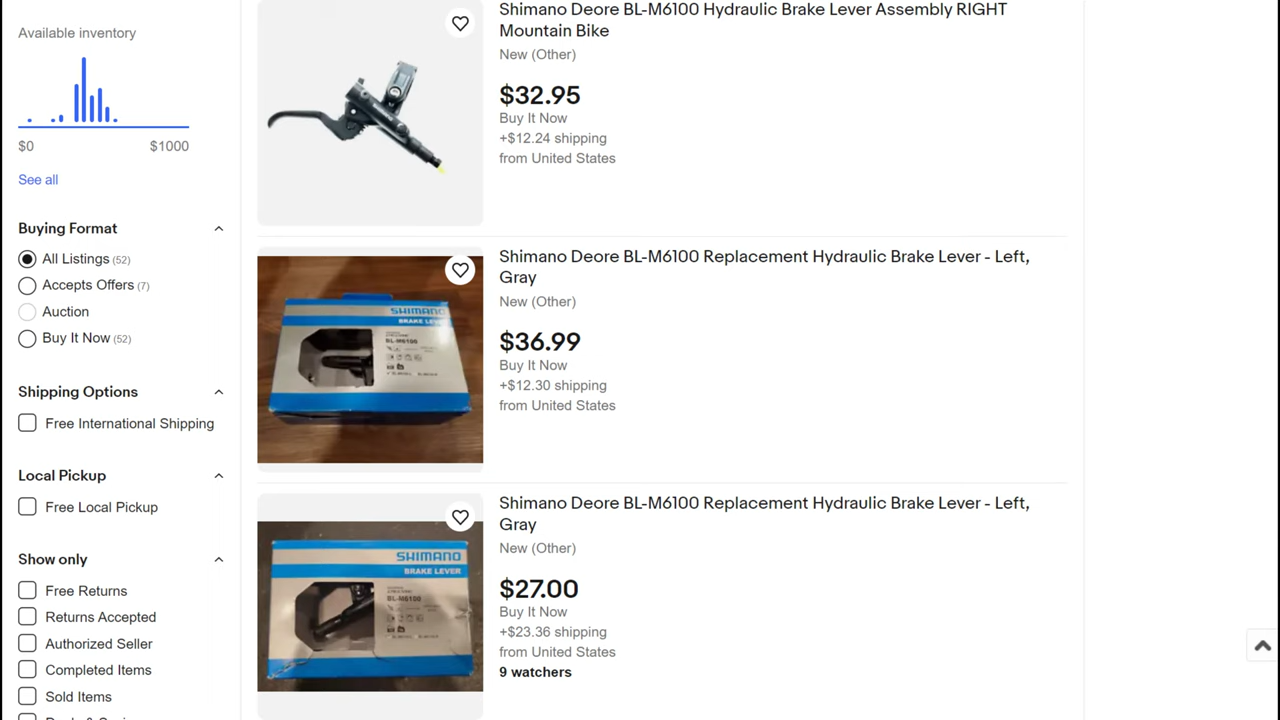 Available inventory
$0 $1000
See all
Buying Format
All Listings (52)
Accepts Offers (7)
Auction
Buy It Now (52)
Shipping Options
Free International Shipping
Local Pickup
Free Local Pickup
Show only
Free Returns
Returns Accepted
Authorized Seller
Completed Items
Sold Items
Shimano Deore BL-M6100 Hydraulic Brake Lever Assembly RIGHT
Mountain Bike
New (Other)
$32.95
Buy It Now
+$12.24 shipping
from United States
SHIMANO
BRAKE LEVER
BL-M6100
Shimano Deore BL-M6100 Replacement Hydraulic Brake Lever - Left,
Gray
New (Other)
$36.99
Buy It Now
+$12.30 shipping
from United States
SHIMANO
BRAKE LEVER
BL-M6100
Shimano Deore BL-M6100 Replacement Hydraulic Brake Lever - Left,
Gray
New (Other)
$27.00
Buy It Now
+$23.36 shipping
from United States
9 watchers